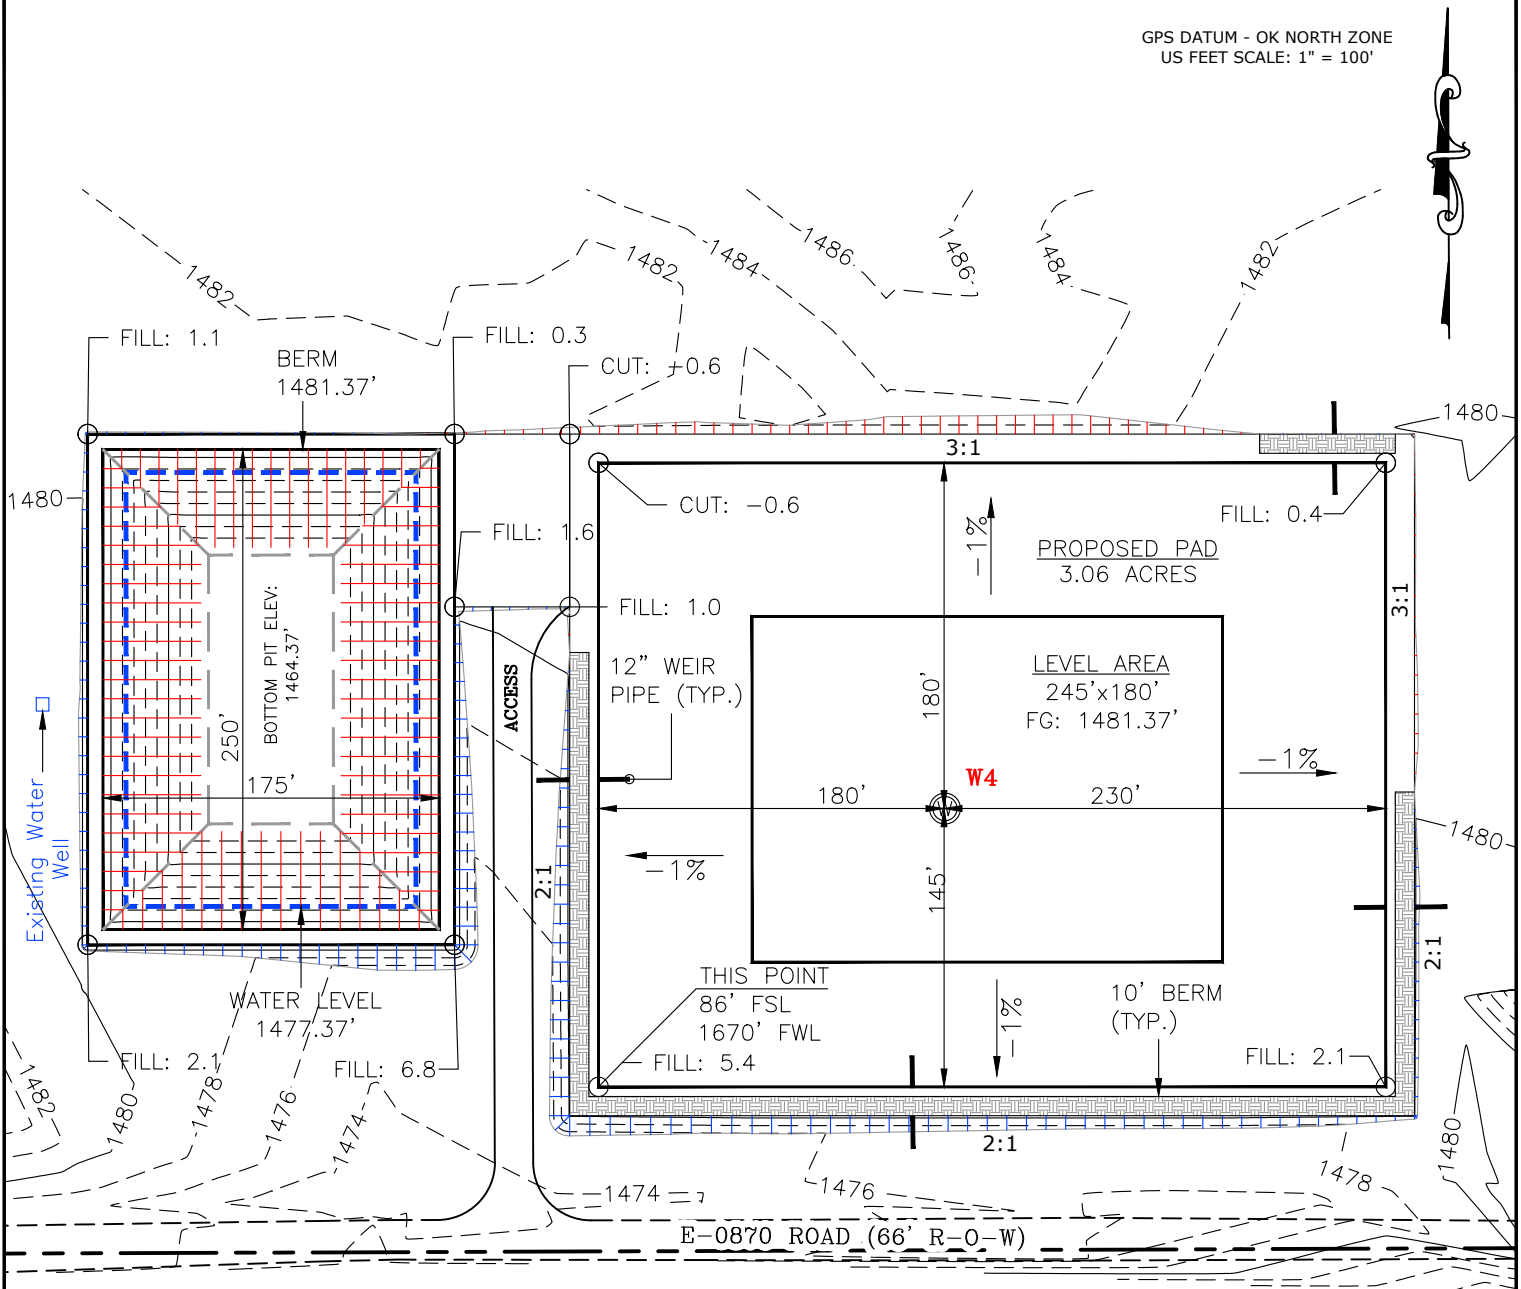 GPS DATUM - OK NORTH ZONE
US FEET SCALE: 1" = 100'
1482
1482
1484
1486
1486
1484
1482
FILL: 1.1
FILL: 0.3
BERM
1481.37'
CUT: -0.6
1480
3:1
1480
CUT: -0.6
FILL: 0.4
FILL: 1.6
-1%
PROPOSED PAD
3.06 ACRES
BOTTOM PIT ELEV:
1464.37'
FILL: 1.0
3:1
12" WEIR
PIPE (TYP.)
ACCESS
180'
LEVEL AREA
245'x180'
FG: 1481.37'
250'
175'
-1%
W4
W
180'
230'
1480
Existing Water
Well
2:1
-1%
145'
2:1
THIS POINT
86' FSL
1670' FWL
10' BERM
(TYP.)
WATER LEVEL
1477.37'
-1%
FILL: 2.1
FILL: 6.8
FILL: 5.4
FILL: 2.1
1482
1480
1478
1476
1474
2:1
1480
1478
1474
1476
E-0870 ROAD (66' R-O-W)